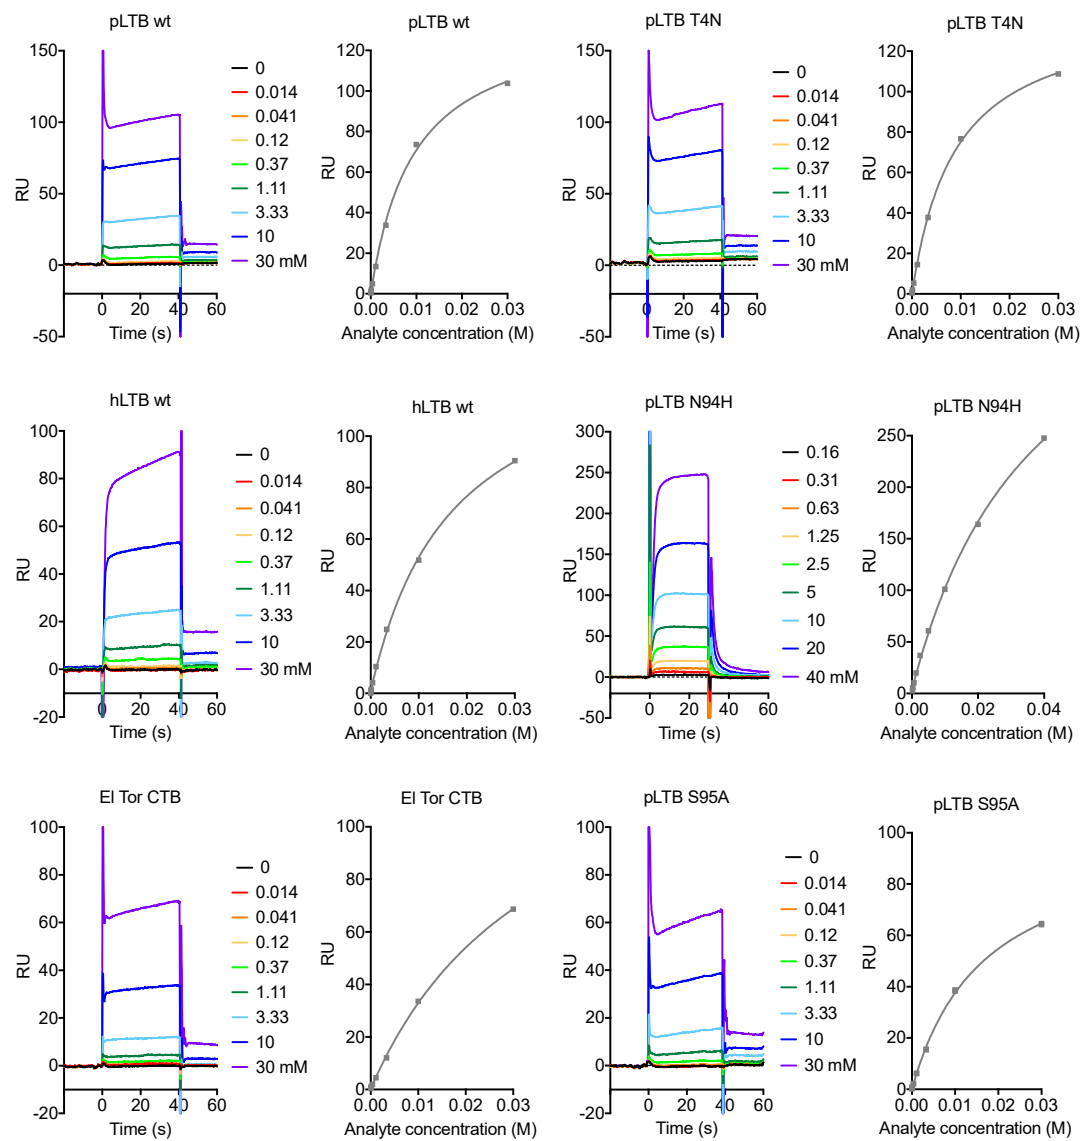 pLTB wt
150
100
50
0
-50
RU
0 20 40 60
Time (s)
0
0.014
0.041
0.12
0.37
1.11
3.33
10
30 mM
pLTB wt
120
100
80
60
40
20
0
RU
0.00 0.01 0.02 0.03
Analyte concentration (M)
pLTB T4N
150
100
50
0
-50
RU
0 20 40 60
Time (s)
0
0.014
0.041
0.12
0.37
1.11
3.33
10
30 mM
pLTB T4N
120
100
80
60
40
20
0
RU
0.00 0.01 0.02 0.03
Analyte concentration (M)
hLTB wt
100
80
60
40
20
0
-20
RU
0 20 40 60
Time (s)
0
0.014
0.041
0.12
0.37
1.11
3.33
10
30 mM
hLTB wt
100
80
60
40
20
0
RU
0.00 0.01 0.02 0.03
Analyte concentration (M)
pLTB N94H
300
250
200
150
100
50
0
-50
RU
0 20 40 60
Time (s)
0.16
0.31
0.63
1.25
2.5
5
10
20
40 mM
pLTB N94H
250
200
150
100
50
0
RU
0.00 0.01 0.02 0.03 0.04
Analyte concentration (M)
El Tor CTB
100
80
60
40
20
0
-20
RU
0 20 40 60
Time (s)
0
0.014
0.041
0.12
0.37
1.11
3.33
10
30 mM
El Tor CTB
100
80
60
40
20
0
RU
0.00 0.01 0.02 0.03
Analyte concentration (M)
pLTB S95A
100
80
60
40
20
0
-20
RU
0 20 40 60
Time (s)
0
0.014
0.041
0.12
0.37
1.11
3.33
10
30 mM
pLTB S95A
100
80
60
40
20
0
RU
0.00 0.01 0.02 0.03
Analyte concentration (M)